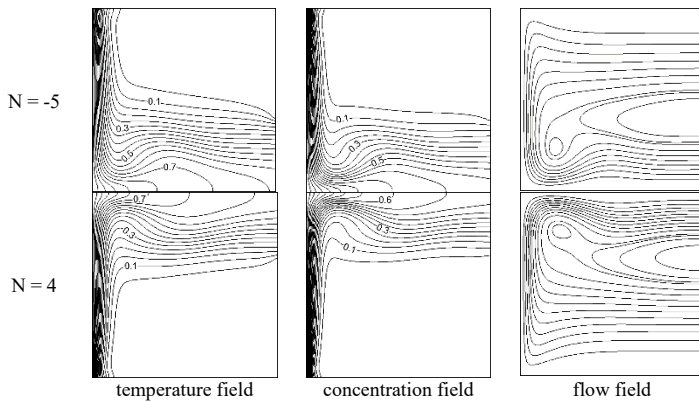 N = -5
0.1
0.3
0.5
0.7
0.1
0.3
0.5
N = 4
0.7
0.3
0.1
0.6
0.3
0.1
temperature field
concentration field
flow field